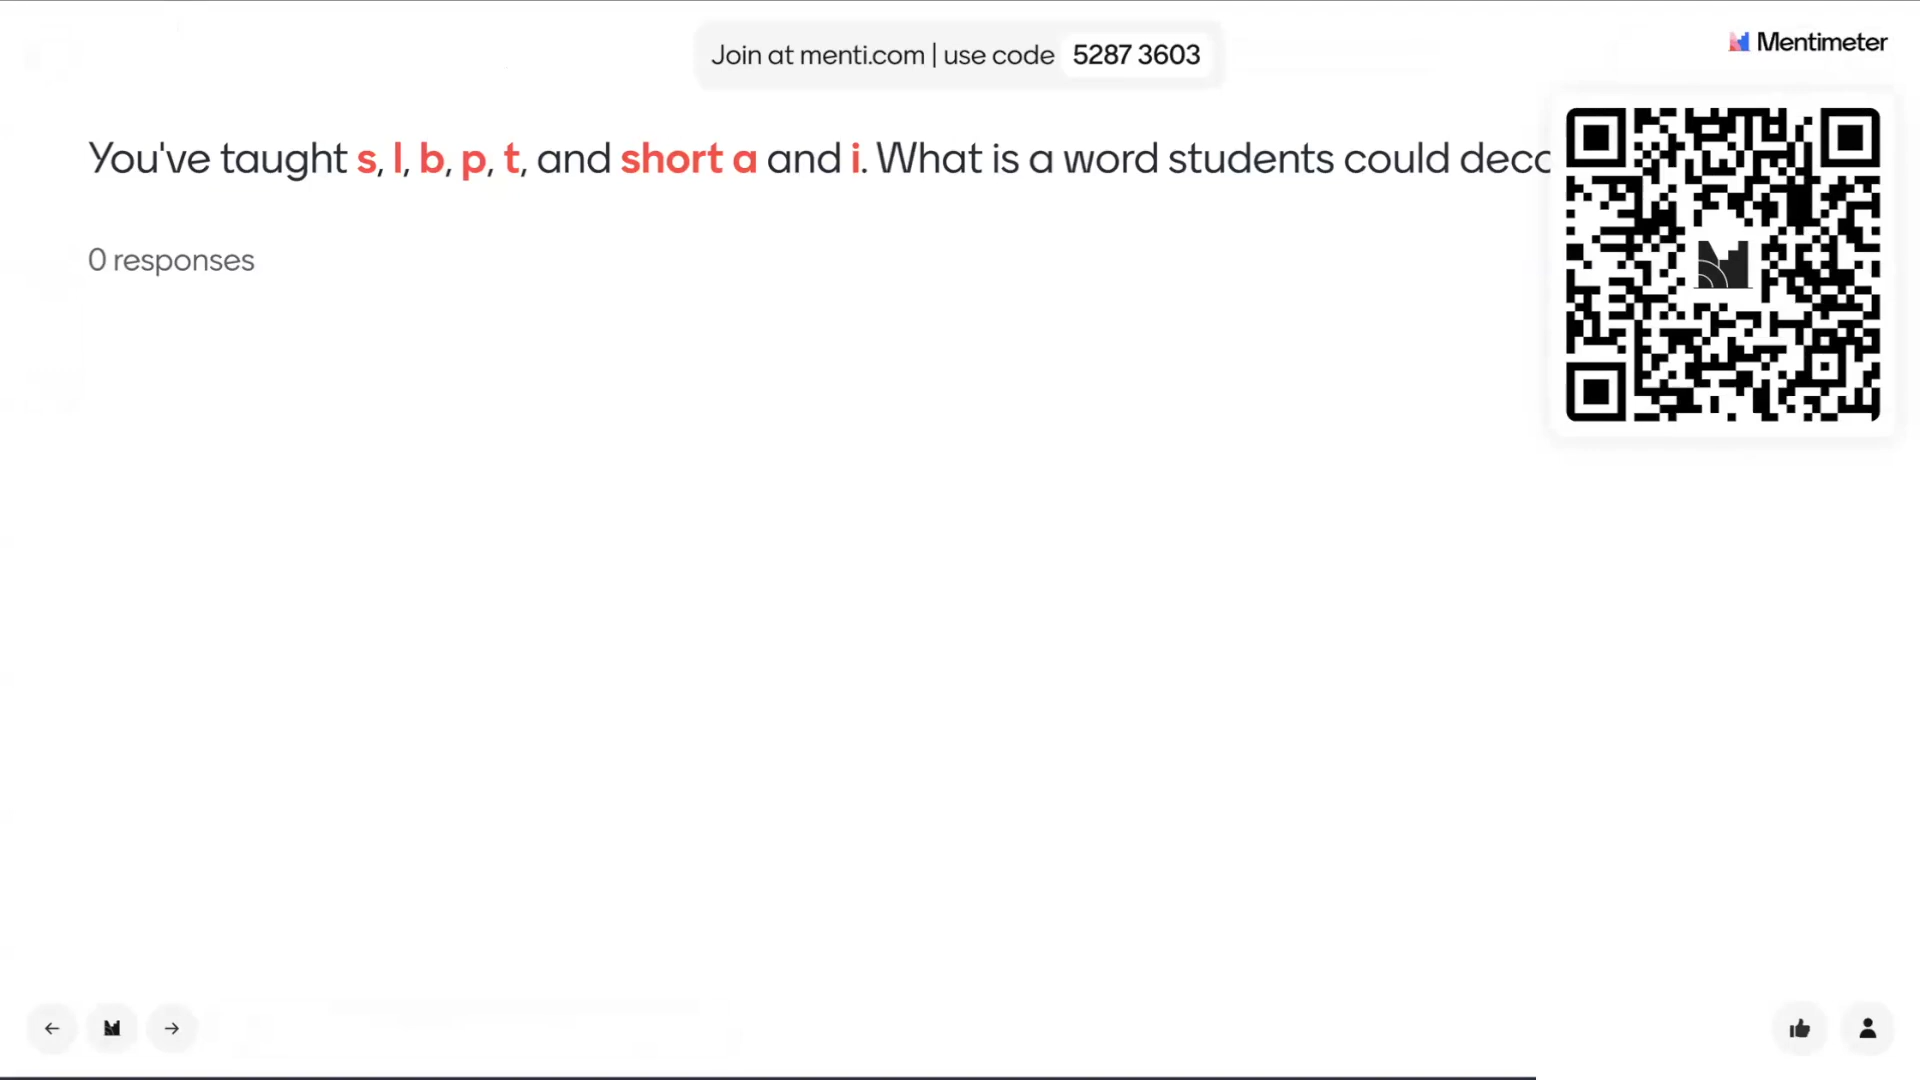 Join at menti.com | use code 5287 3603
Mentimeter
You've taught s, l, b, p, t, and short a and i. What is a word students could
0 responses